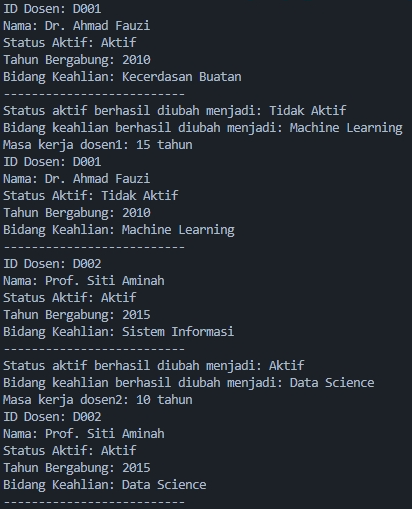 ID Dosen: D001
Nama: Dr. Ahmad Fauzi
Status Aktif: Aktif
Tahun Bergabung: 2010
Bidang Keahlian: Kecerdasan Buatan
--------------------------
Status aktif berhasil diubah menjadi: Tidak Aktif
Bidang keahlian berhasil diubah menjadi: Machine Learning
Masa kerja dosen1: 15 tahun
ID Dosen: D001
Nama: Dr. Ahmad Fauzi
Status Aktif: Tidak Aktif
Tahun Bergabung: 2010
Bidang Keahlian: Machine Learning
--------------------------
ID Dosen: D002
Nama: Prof. Siti Aminah
Status Aktif: Aktif
Tahun Bergabung: 2015
Bidang Keahlian: Sistem Informasi
--------------------------
Status aktif berhasil diubah menjadi: Aktif
Bidang keahlian berhasil diubah menjadi: Data Science
Masa kerja dosen2: 10 tahun
ID Dosen: D002
Nama: Prof. Siti Aminah
Status Aktif: Aktif
Tahun Bergabung: 2015
Bidang Keahlian: Data Science
--------------------------